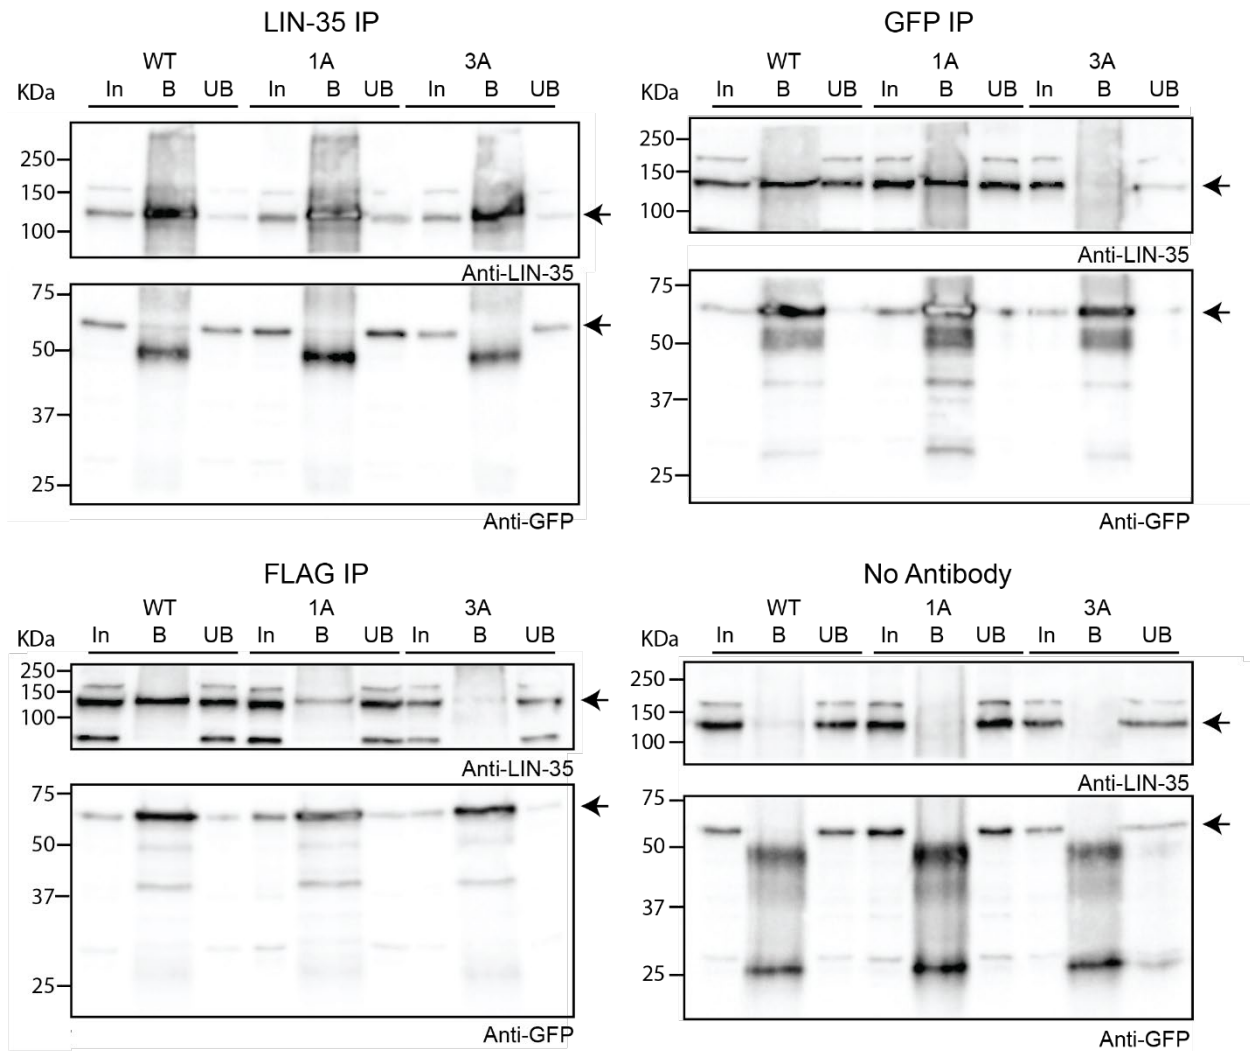 LIN-35 IP
WT 1A 3A
KDa In B UB In B UB In B UB
250
150
100
Anti-LIN-35
75
50
37
25
Anti-GFP
GFP IP
WT 1A 3A
KDa In B UB In B UB In B UB
250
150
100
Anti-LIN-35
75
50
37
25
Anti-GFP
FLAG IP
WT 1A 3A
KDa In B UB In B UB In B UB
250
150
100
Anti-LIN-35
75
50
37
25
Anti-GFP
No Antibody
WT 1A 3A
KDa In B UB In B UB In B UB
250
150
100
Anti-LIN-35
75
50
37
25
Anti-GFP